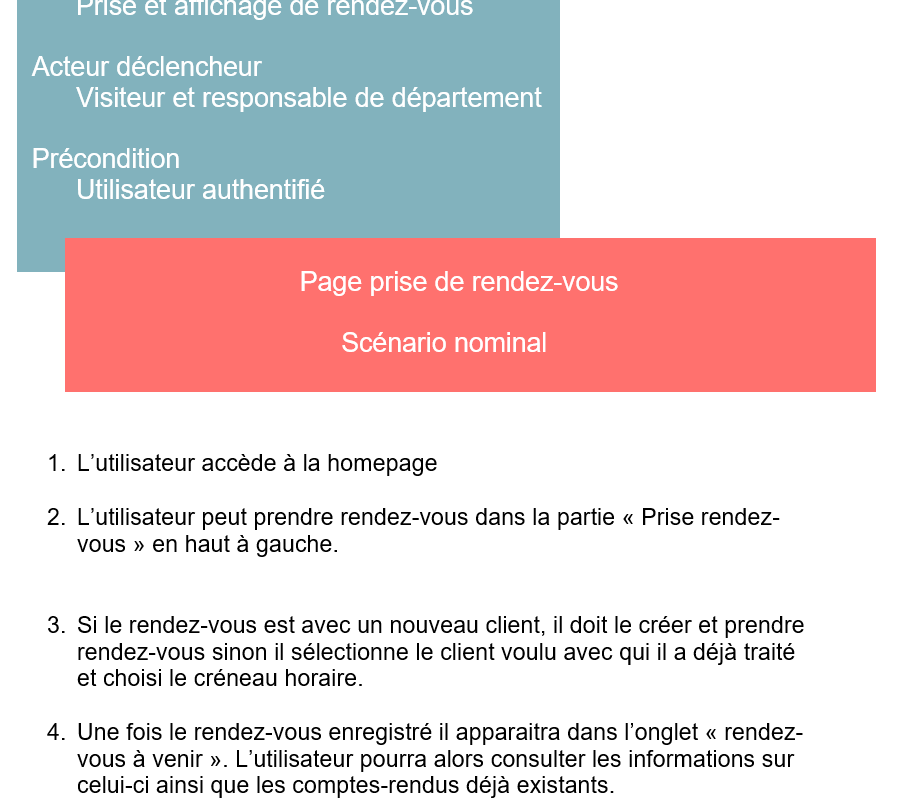 Prise et affichage de rendez-vous
Acteur déclencheur
Visiteur et responsable de département
Précondition
Utilisateur authentifié
Page prise de rendez-vous
Scénario nominal
1. L’utilisateur accède à la homepage
2. L’utilisateur peut prendre rendez-vous dans la partie « Prise rendez-
vous » en haut à gauche.
3. Si le rendez-vous est avec un nouveau client, il doit le créer et prendre
rendez-vous sinon il sélectionne le client voulu avec qui il a déjà traité
et choisi le créneau horaire.
4. Une fois le rendez-vous enregistré il apparaitra dans l’onglet « rendez-
vous à venir ». L’utilisateur pourra alors consulter les informations sur
celui-ci ainsi que les comptes-rendus déjà existants.